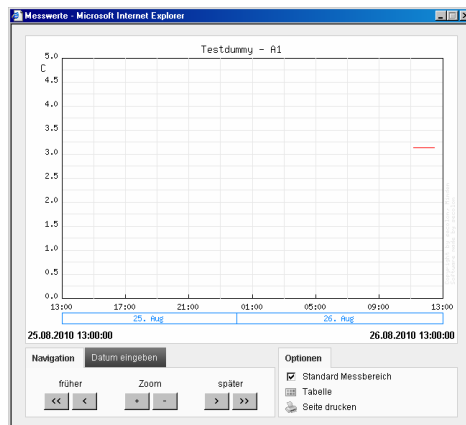 Messwerte - Microsoft Internet Explorer
Testdummy - A1
5.0
C
4.5
4.0
3.5
3.0
2.5
2.0
1.5
1.0
0.5
0.0
13:00 17:00 21:00 01:00 05:00 09:00 13:00
25. Aug 26. Aug
25.08.2010 13:00:00 26.08.2010 13:00:00
Navigation Datum eingeben
früher Zoom später
<< < + - > >>
Optionen
Standard Messbereich
Tabelle
Seite drucken